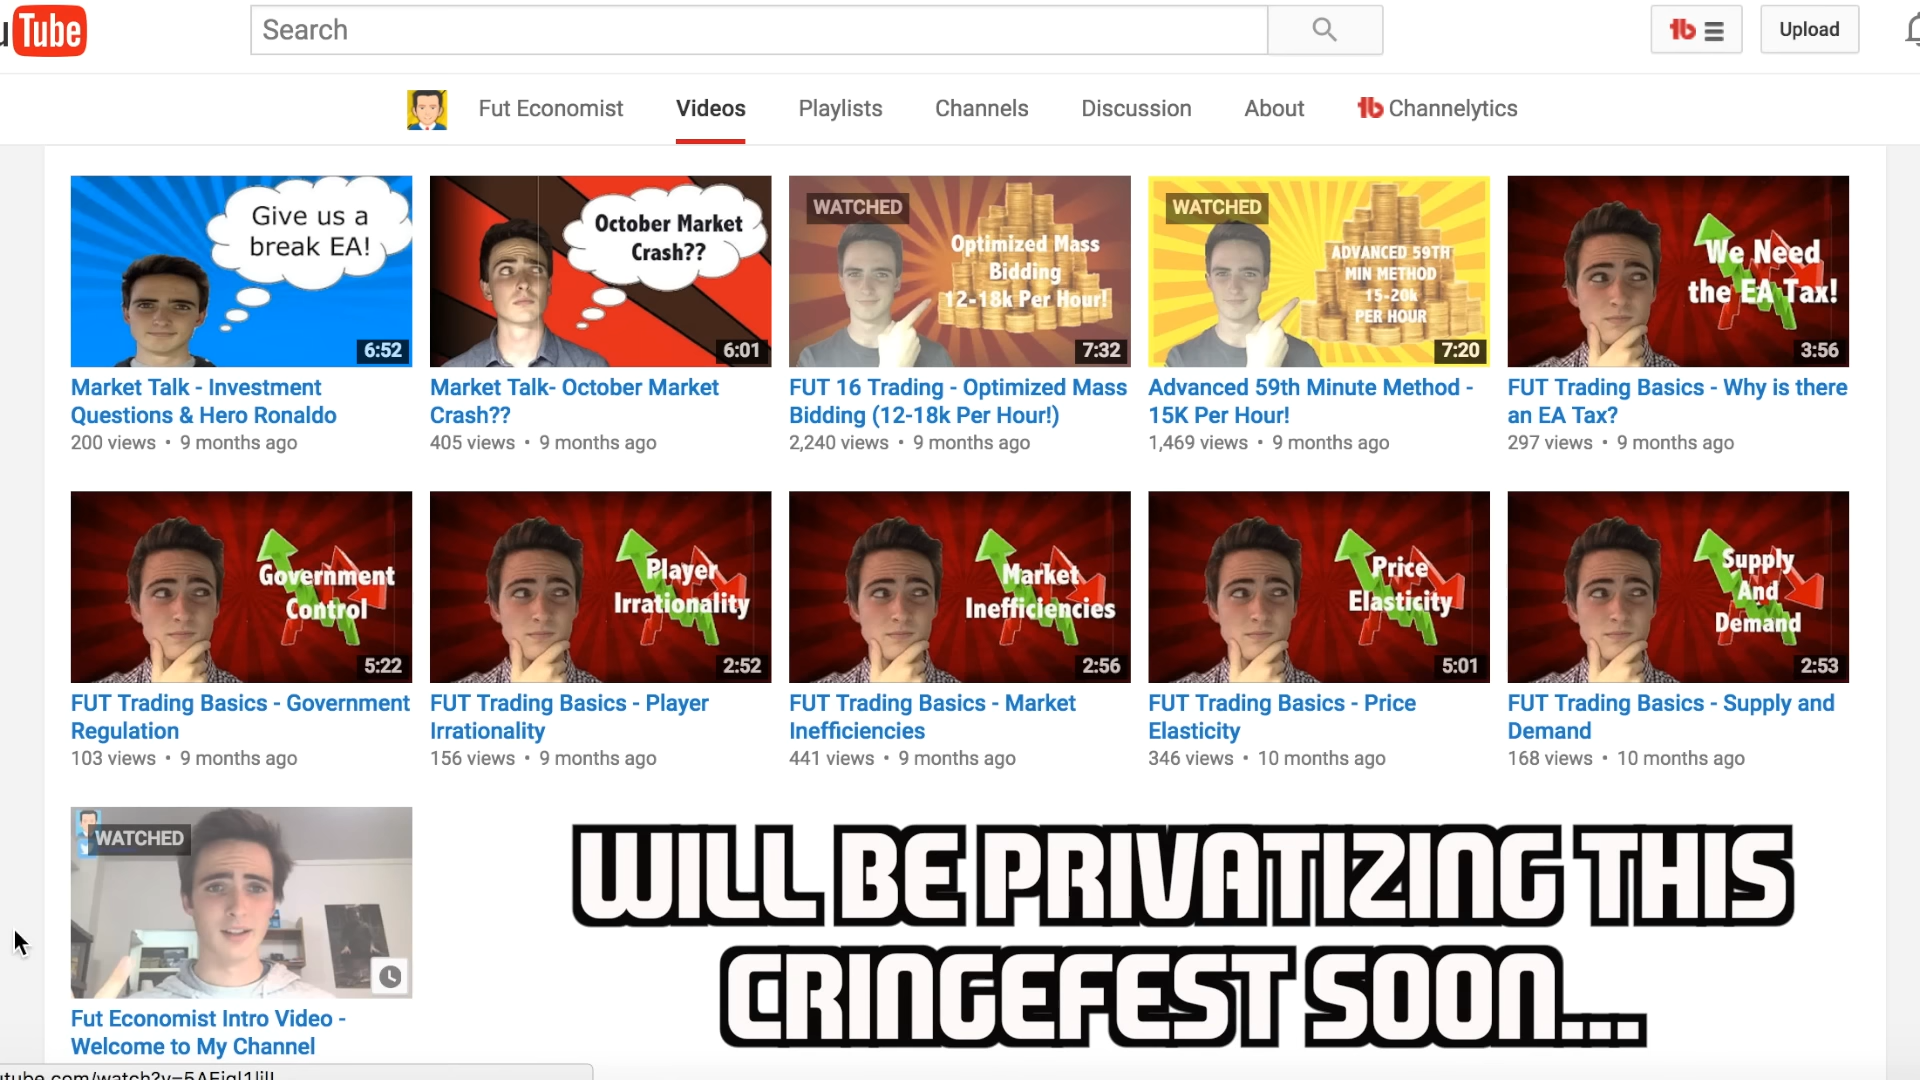 Tube
Search
Upload
Fut Economist
Videos
Playlists
Channels
Discussion
About
Channelytics
Give us a
break EA!
6:52
October Market
Crash??
6:01
WATCHED
Optimized Mass
Bidding
12-18k Per Hour!
7:32
WATCHED
ADVANCED 59TH
MIN METHOD
15-20k
PER HOUR
7:20
We Need
the EA Tax!
3:56
Market Talk - Investment
Questions & Hero Ronaldo
200 views • 9 months ago
Market Talk- October Market
Crash??
405 views • 9 months ago
FUT 16 Trading - Optimized Mass
Bidding (12-18k Per Hour!)
2,240 views • 9 months ago
Advanced 59th Minute Method -
15K Per Hour!
1,469 views • 9 months ago
FUT Trading Basics - Why is there
an EA Tax?
297 views • 9 months ago
Government
Control
5:22
Player
Irrationality
2:52
Market
Inefficiencies
2:56
Price
Elasticity
5:01
Supply
And
Demand
2:53
FUT Trading Basics - Government
Regulation
103 views • 9 months ago
FUT Trading Basics - Player
Irrationality
156 views • 9 months ago
FUT Trading Basics - Market
Inefficiencies
441 views • 9 months ago
FUT Trading Basics - Price
Elasticity
346 views • 10 months ago
FUT Trading Basics - Supply and
Demand
168 views • 10 months ago
WATCHED
Fut Economist Intro Video -
Welcome to My Channel
WILL BE PRIVATIZING THIS
CRINGEFEST SOON...